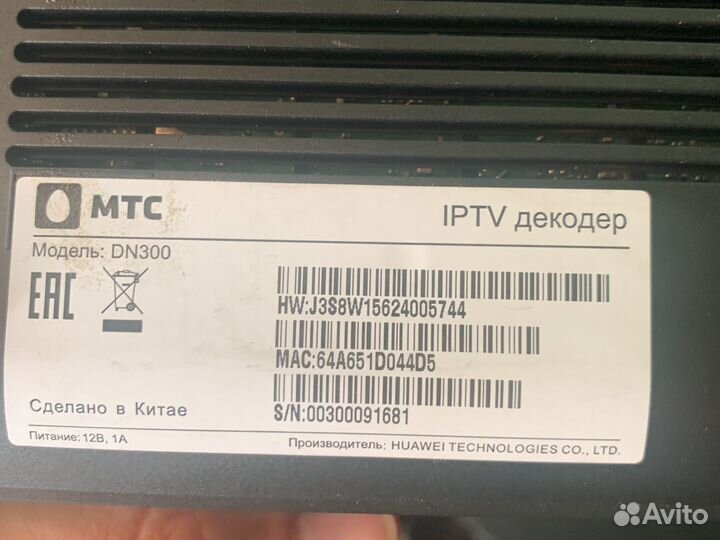 МТС
IPTV декодер
Модель: DN300
EAC
HW:J3S8W15624005744
MAC:64A651D044D5
S/N:00300091681
Сделано в Китае
Питание: 12В, 1А
Производитель: HUAWEI TECHNOLOGIES CO., LTD.
Avito